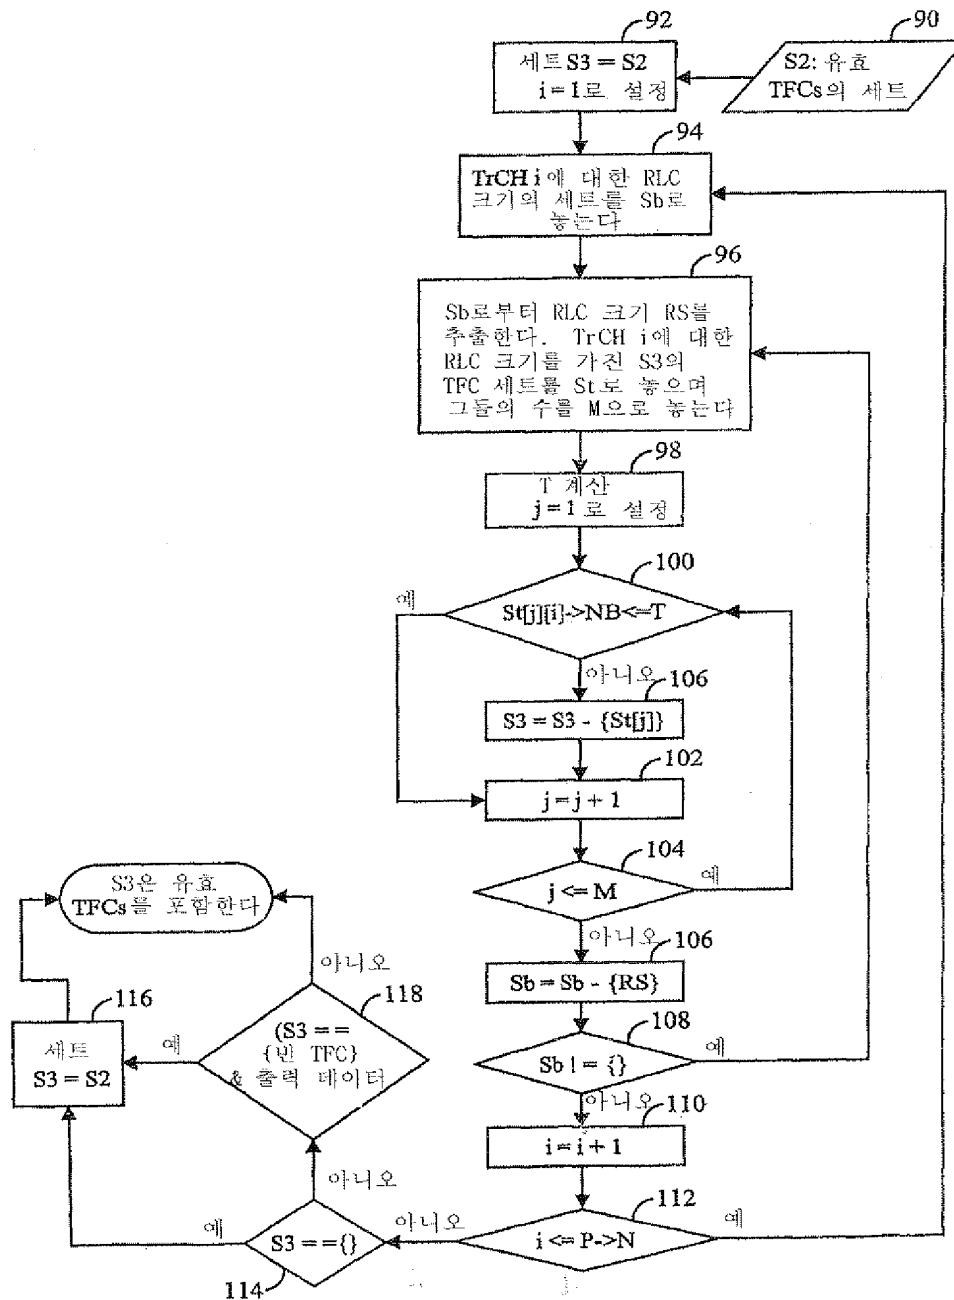 92
90
세트 S3 = S2
i=1로 설정
S2: 유효
TFCs의 세트
94
TrCH i에 대한 RLC
크기의 세트를 Sb로
놓는다
96
Sb로부터 RLC 크기 RS를
추출한다. TrCH i에 대한
RLC 크기를 가진 S3의
TFC 세트를 St로 놓으며
그들의 수를 M으로 놓는다
98
T 계산
j=1로 설정
100
예
St[j][i]->NB<=T
아니오
106
S3 = S3 - {St[j]}
102
j = j + 1
104
예
j <= M
아니오
106
Sb = Sb - {RS}
108
예
Sb ! = {}
아니오
110
i = i + 1
112
예
i <= P->N
아니오
S3 =={}
114
예
아니오
118
(S3 ==
{빈 TFC}
& 출력 데이터
예
아니오
116
세트
S3 = S2
S3은 유효
TFCs를 포함한다